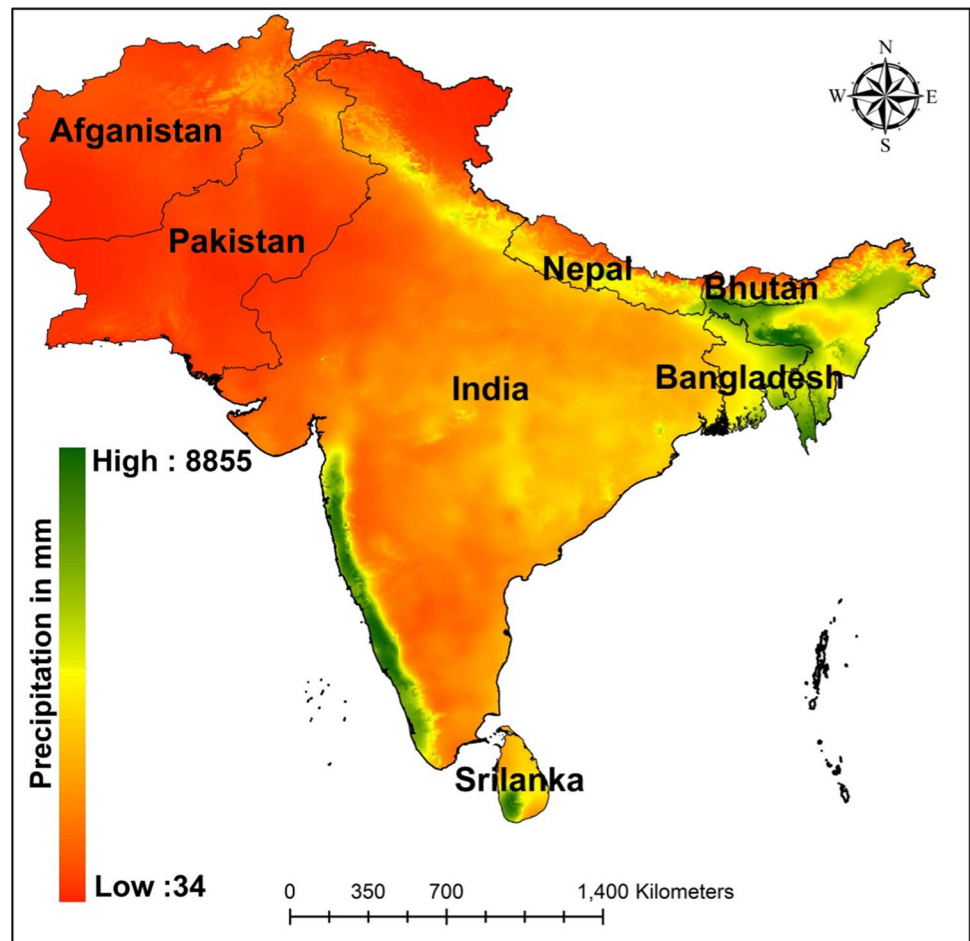 N
W E
S
Afganistan
Pakistan
Nepal
Bhutan
India
Bangladesh
High : 8855
Precipitation in mm
Low :34
Srilanka
0 350 700 1,400 Kilometers